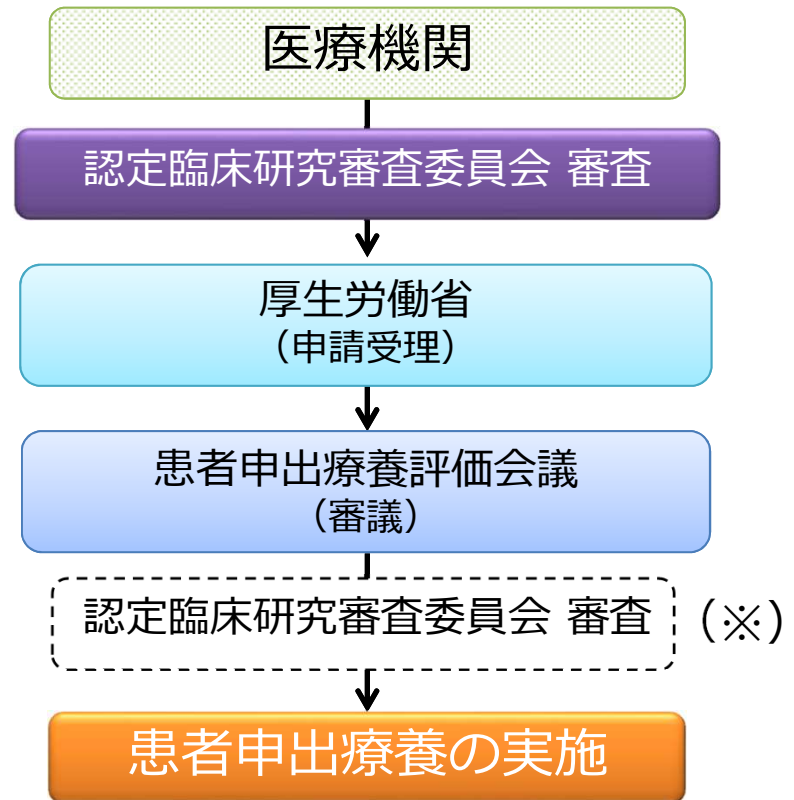 医療機関
認定臨床研究審査委員会 審査
厚生労働省
（申請受理）
患者申出療養評価会議
（審議）
認定臨床研究審査委員会 審査 （※）
患者申出療養の実施